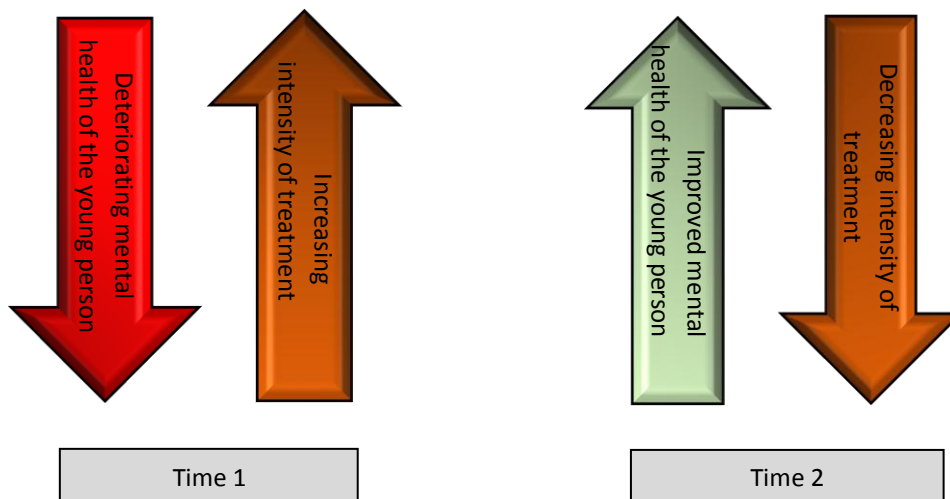 Deteriorating mental
health of the young person
Increasing
intensity of treatment
Improved mental
health of the young person
Decreasing intensity of
treatment
Time 1
Time 2